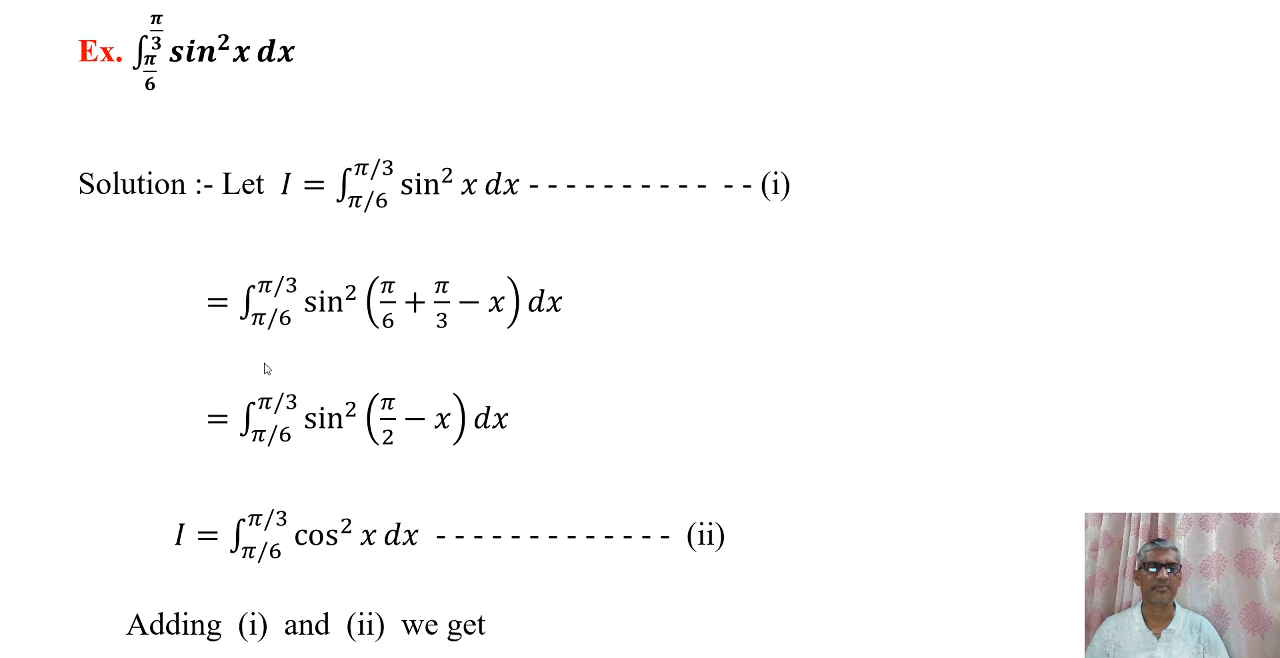 Ex. ∫_{π/6}^{π/3} sin²x dx
Solution :- Let I = ∫_{π/6}^{π/3} sin² x dx - - - - - - - - - - - - (i)
= ∫_{π/6}^{π/3} sin² (π/6 + π/3 − x) dx
= ∫_{π/6}^{π/3} sin² (π/2 − x) dx
I = ∫_{π/6}^{π/3} cos² x dx - - - - - - - - - - - - - (ii)
Adding (i) and (ii) we get